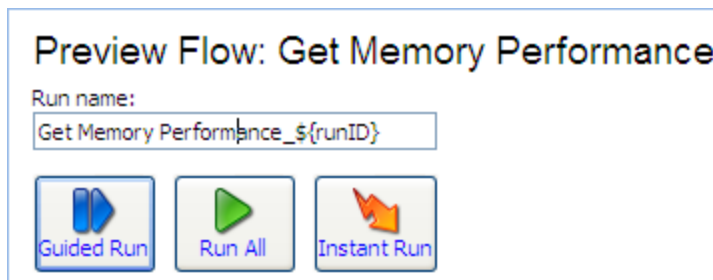 Preview Flow: Get Memory Performance
Run name:
Get Memory Performance_${runID}
Guided Run Run All Instant Run